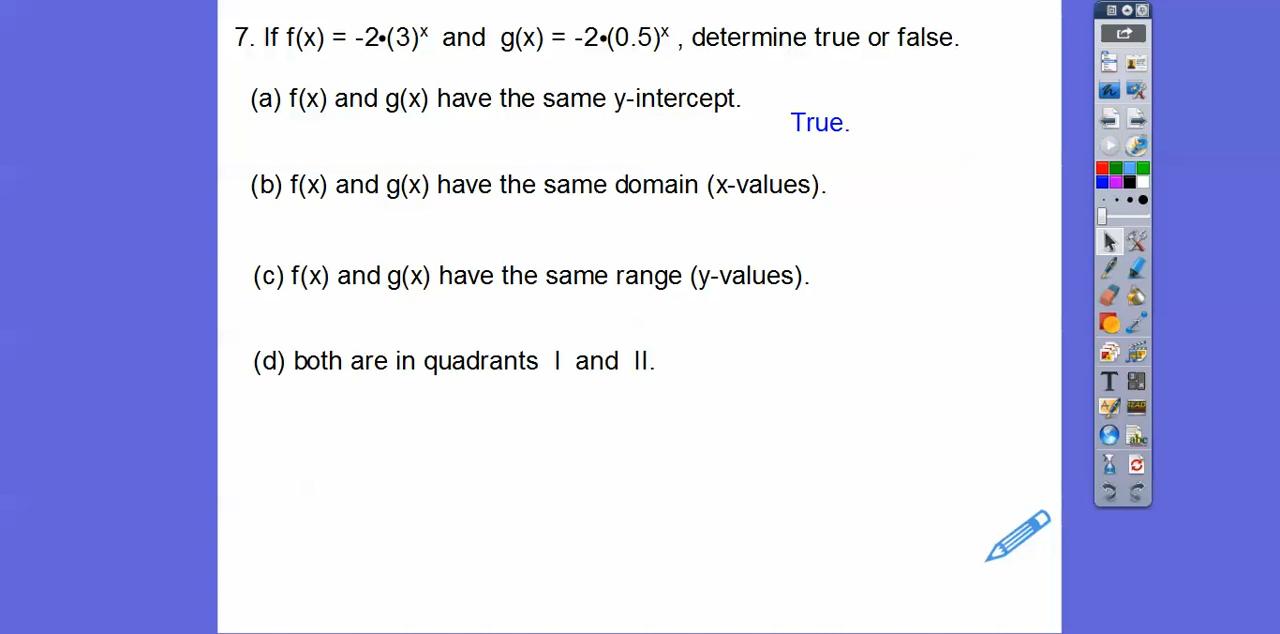 7. If f(x) = -2•(3)ˣ and g(x) = -2•(0.5)ˣ , determine true or false.
(a) f(x) and g(x) have the same y-intercept.
True.
(b) f(x) and g(x) have the same domain (x-values).
(c) f(x) and g(x) have the same range (y-values).
(d) both are in quadrants I and II.